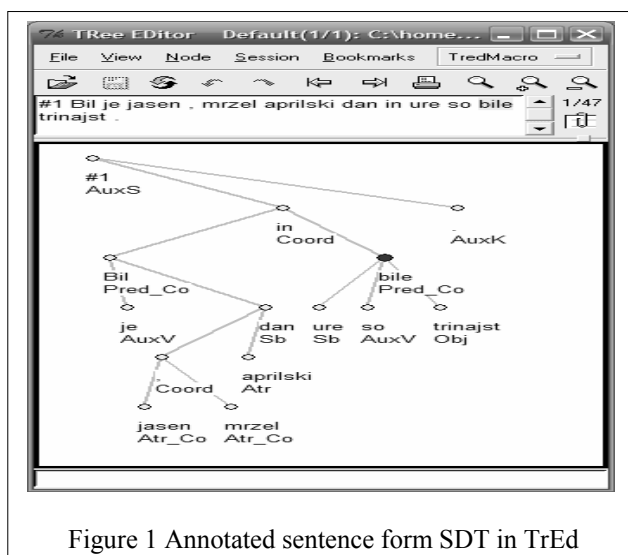 TRee EDitor Default(1/1): C:\home...
File View Node Session Bookmarks TredMacro
#1 Bil je jasen , mrzel aprilski dan in ure so bile
trinajst .
1/47
#1
AuxS
in
Coord
.
AuxK
Bil
Pred_Co
bile
Pred_Co
je
AuxV
dan
Sb
ure
Sb
so
AuxV
trinajst
Obj
,
Coord
aprilski
Atr
jasen
Atr_Co
mrzel
Atr_Co
Figure 1 Annotated sentence form SDT in TrEd